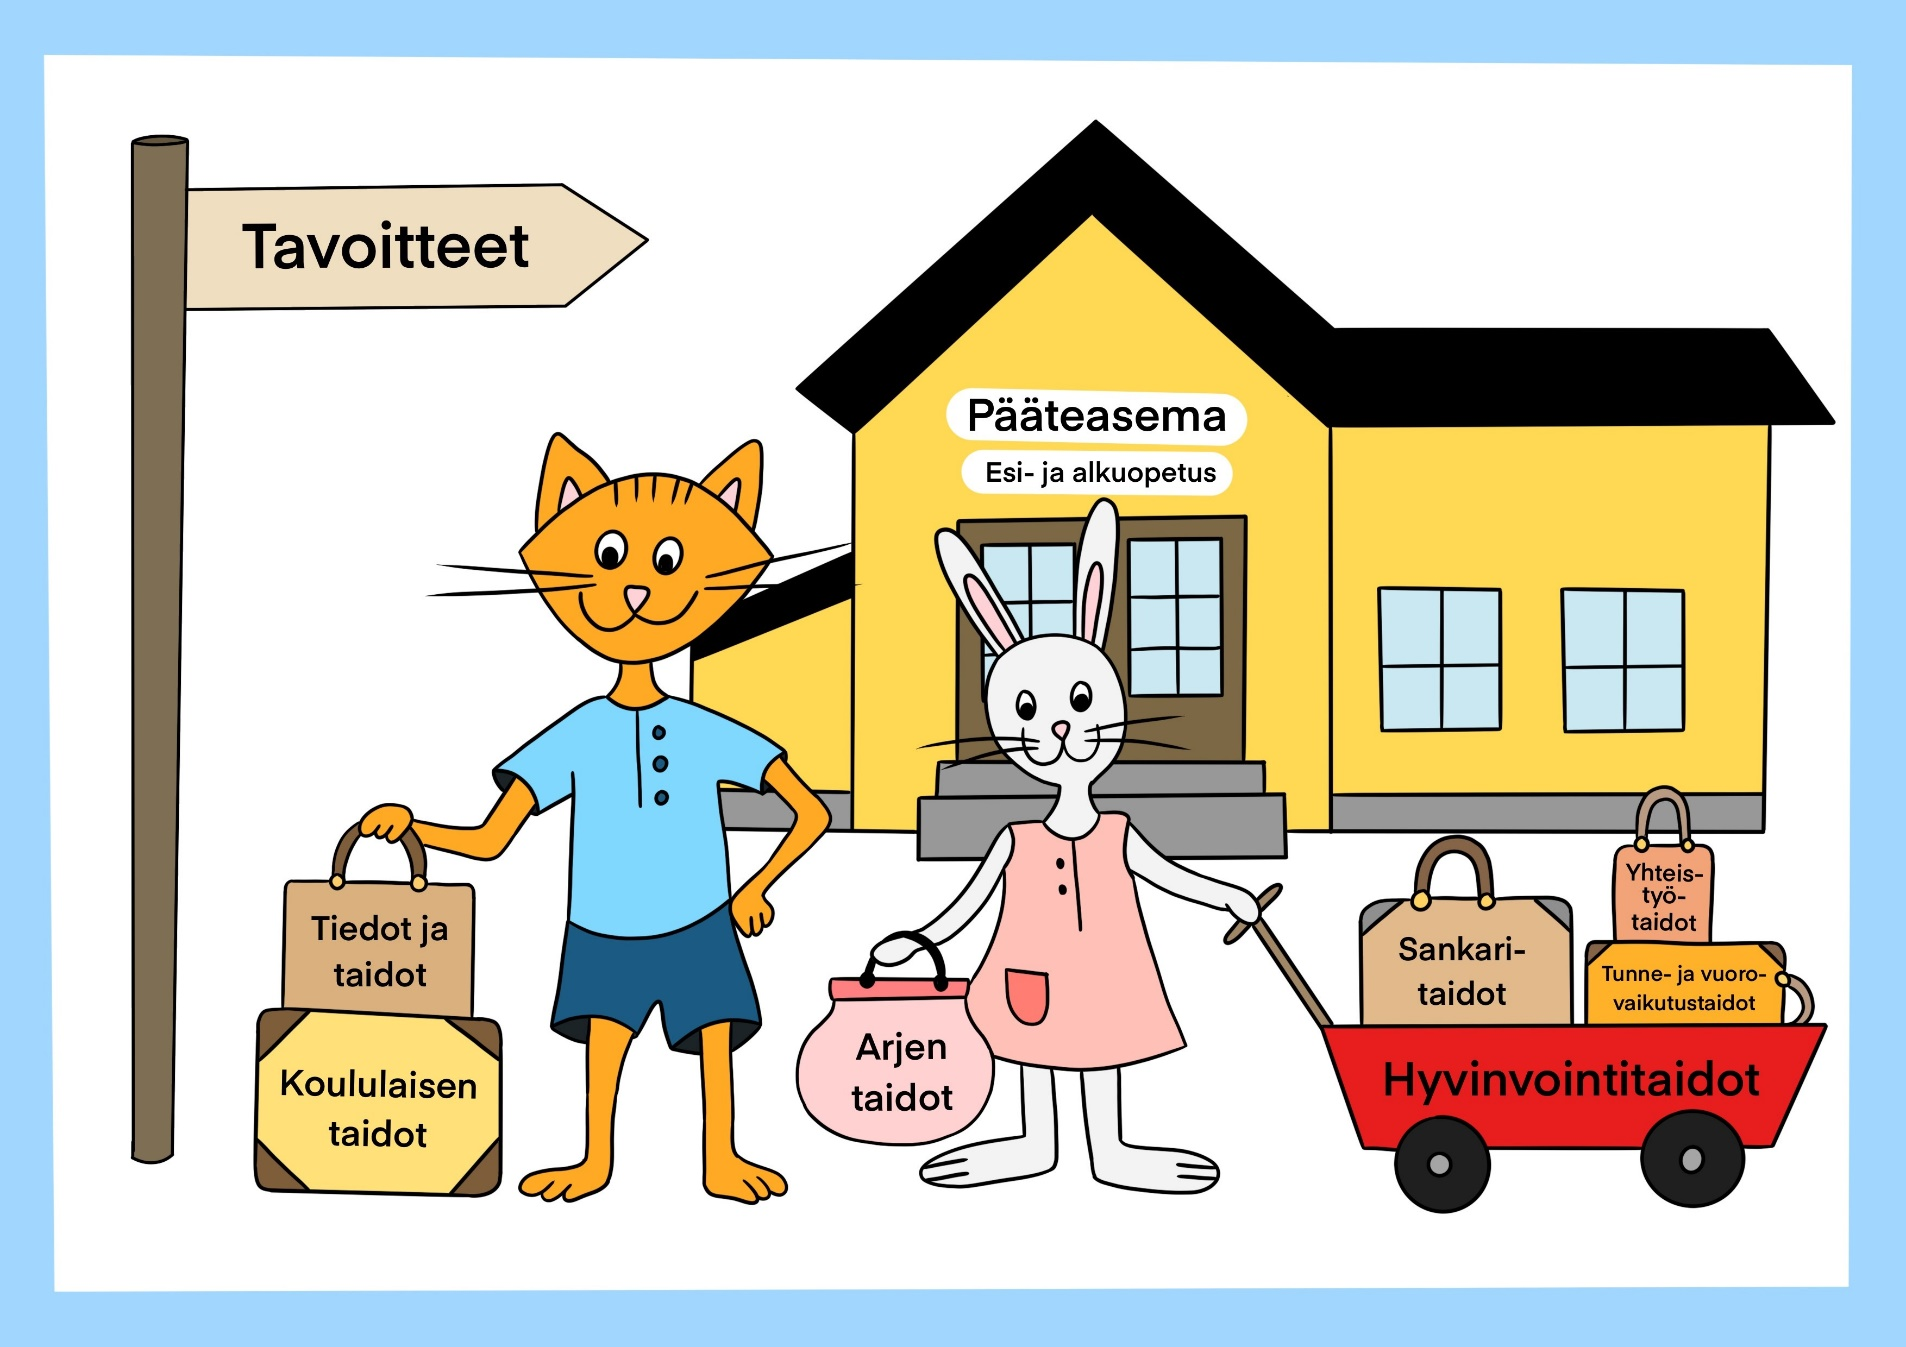 Tavoitteet
Pääteasema
Esi- ja alkuopetus
Tiedot ja
taidot
Koululaisen
taidot
Arjen
taidot
Sankari-
taidot
Yhteis-
työ-
taidot
Tunne- ja vuoro-
vaikutustaidot
Hyvinvointitaidot